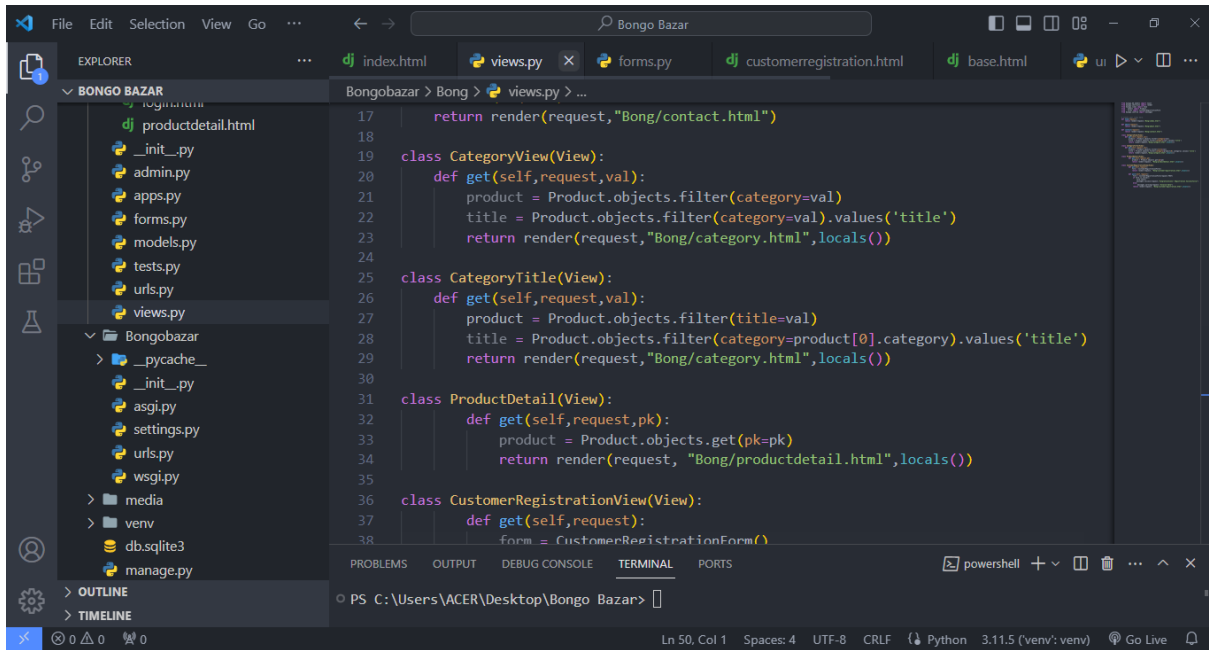 File Edit Selection View Go ··· Bongo Bazar
EXPLORER ···
BONGO BAZAR
login.html
productdetail.html
__init__.py
admin.py
apps.py
forms.py
models.py
tests.py
urls.py
views.py
Bongobazar
__pycache__
__init__.py
asgi.py
settings.py
urls.py
wsgi.py
media
venv
db.sqlite3
manage.py
OUTLINE
TIMELINE
1
dj index.html views.py forms.py dj customerregistration.html dj base.html
Bongobazar > Bong > views.py > ...
17 return render(request,"Bong/contact.html")
18
19 class CategoryView(View):
20 def get(self,request,val):
21 product = Product.objects.filter(category=val)
22 title = Product.objects.filter(category=val).values('title')
23 return render(request,"Bong/category.html",locals())
24
25 class CategoryTitle(View):
26 def get(self,request,val):
27 product = Product.objects.filter(title=val)
28 title = Product.objects.filter(category=product[0].category).values('title')
29 return render(request,"Bong/category.html",locals())
30
31 class ProductDetail(View):
32 def get(self,request,pk):
33 product = Product.objects.get(pk=pk)
34 return render(request, "Bong/productdetail.html",locals())
35
36 class CustomerRegistrationView(View):
37 def get(self,request):
38 form = CustomerRegistrationForm()
PROBLEMS OUTPUT DEBUG CONSOLE TERMINAL PORTS powershell
PS C:\Users\ACER\Desktop\Bongo Bazar>
0 0 0 Ln 50, Col 1 Spaces: 4 UTF-8 CRLF Python 3.11.5 ('venv': venv) Go Live